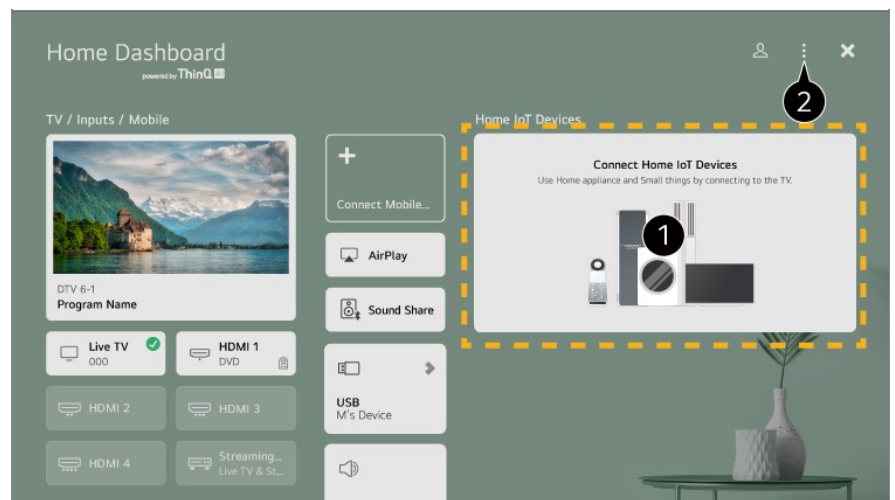 Home Dashboard
powered by ThinQ AI
2
TV / Inputs / Mobile
DTV 6-1
Program Name
Live TV
000
HDMI 1
DVD
HDMI 2
HDMI 3
HDMI 4
Streaming...
Live TV & St...
+
Connect Mobile...
AirPlay
Sound Share
USB
M's Device
Home IoT Devices
Connect Home IoT Devices
Use Home appliance and Small things by connecting to the TV.
1